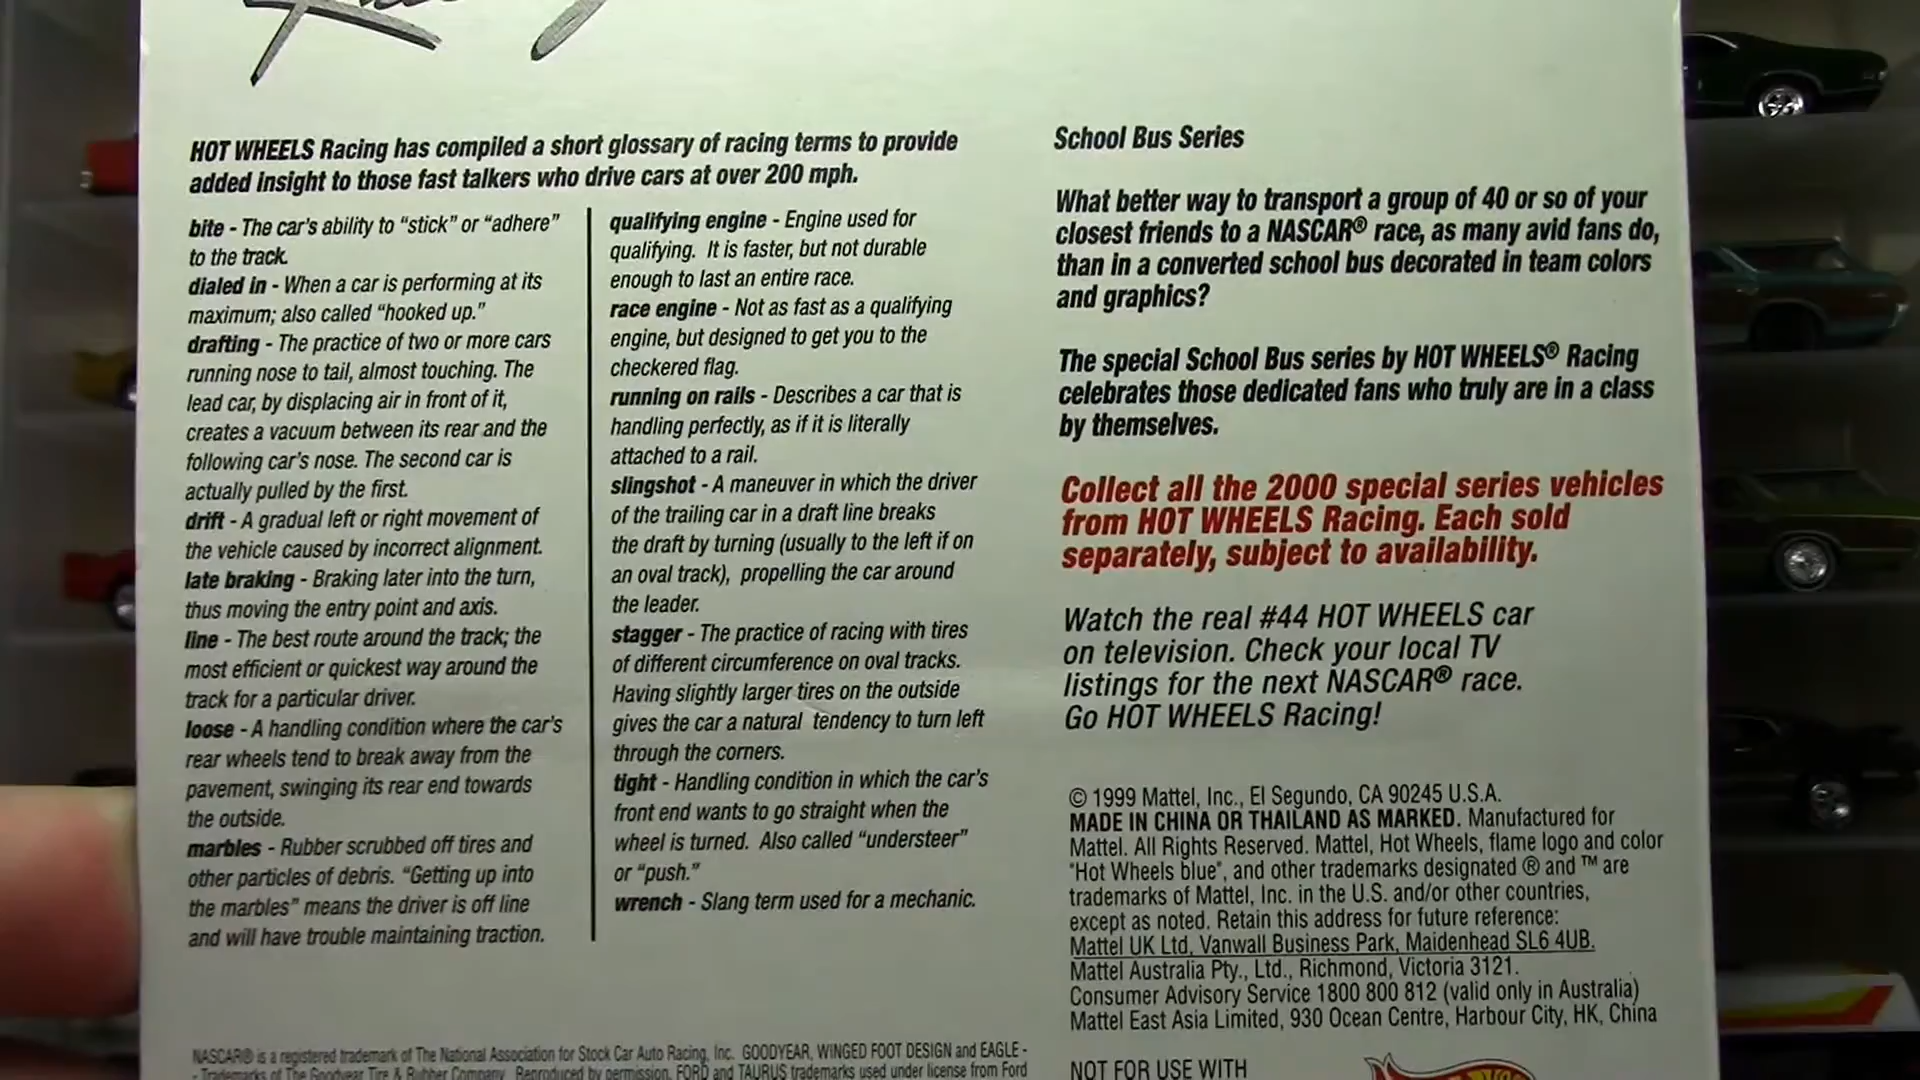 HOT WHEELS Racing has compiled a short glossary of racing terms to provide
added insight to those fast talkers who drive cars at over 200 mph.
bite - The car's ability to “stick” or “adhere”
to the track.
dialed in - When a car is performing at its
maximum; also called “hooked up.”
drafting - The practice of two or more cars
running nose to tail, almost touching. The
lead car, by displacing air in front of it,
creates a vacuum between its rear and the
following car's nose. The second car is
actually pulled by the first.
drift - A gradual left or right movement of
the vehicle caused by incorrect alignment.
late braking - Braking later into the turn,
thus moving the entry point and axis.
line - The best route around the track; the
most efficient or quickest way around the
track for a particular driver.
loose - A handling condition where the car's
rear wheels tend to break away from the
pavement, swinging its rear end towards
the outside.
marbles - Rubber scrubbed off tires and
other particles of debris. “Getting up into
the marbles” means the driver is off line
and will have trouble maintaining traction.
qualifying engine - Engine used for
qualifying. It is faster, but not durable
enough to last an entire race.
race engine - Not as fast as a qualifying
engine, but designed to get you to the
checkered flag.
running on rails - Describes a car that is
handling perfectly, as if it is literally
attached to a rail.
slingshot - A maneuver in which the driver
of the trailing car in a draft line breaks
the draft by turning (usually to the left if on
an oval track), propelling the car around
the leader.
stagger - The practice of racing with tires
of different circumference on oval tracks.
Having slightly larger tires on the outside
gives the car a natural tendency to turn left
through the corners.
tight - Handling condition in which the car's
front end wants to go straight when the
wheel is turned. Also called “understeer”
or “push.”
wrench - Slang term used for a mechanic.
School Bus Series
What better way to transport a group of 40 or so of your
closest friends to a NASCAR® race, as many avid fans do,
than in a converted school bus decorated in team colors
and graphics?
The special School Bus series by HOT WHEELS® Racing
celebrates those dedicated fans who truly are in a class
by themselves.
Collect all the 2000 special series vehicles
from HOT WHEELS Racing. Each sold
separately, subject to availability.
Watch the real #44 HOT WHEELS car
on television. Check your local TV
listings for the next NASCAR® race.
Go HOT WHEELS Racing!
© 1999 Mattel, Inc., El Segundo, CA 90245 U.S.A.
MADE IN CHINA OR THAILAND AS MARKED. Manufactured for
Mattel. All Rights Reserved. Mattel, Hot Wheels, flame logo and color
"Hot Wheels blue", and other trademarks designated ® and ™ are
trademarks of Mattel, Inc. in the U.S. and/or other countries,
except as noted. Retain this address for future reference:
Mattel UK Ltd, Vanwall Business Park, Maidenhead SL6 4UB.
Mattel Australia Pty., Ltd., Richmond, Victoria 3121.
Consumer Advisory Service 1800 800 812 (valid only in Australia)
Mattel East Asia Limited, 930 Ocean Centre, Harbour City, HK, China
NASCAR® is a registered trademark of The National Association for Stock Car Auto Racing, Inc. GOODYEAR, WINGED FOOT DESIGN and EAGLE -
- Trademarks of The Goodyear Tire & Rubber Company. Reproduced by permission. FORD and TAURUS trademarks used under license from Ford
NOT FOR USE WITH